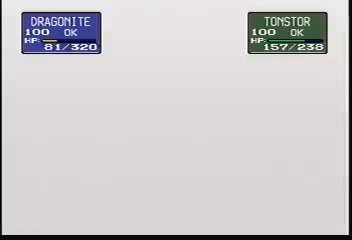 DRAGONITE
100 OK
HP:
81/320
TONSTOR
100 OK
HP:
157/238